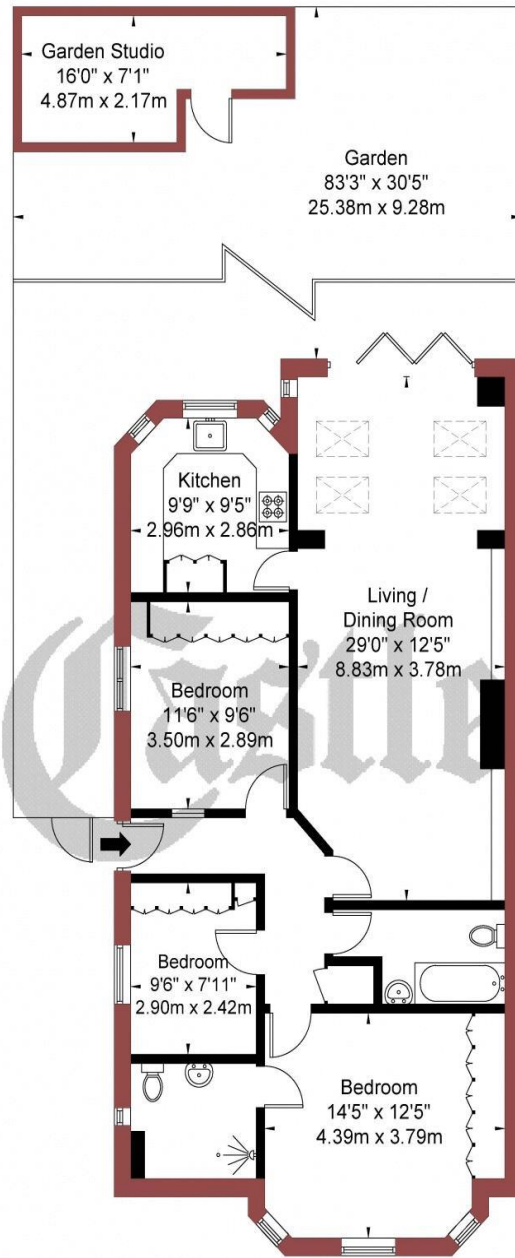 Garden Studio
16'0" x 7'1"
4.87m x 2.17m
Garden
83'3" x 30'5"
25.38m x 9.28m
Kitchen
9'9" x 9'5"
2.96m x 2.86m
Living /
Dining Room
29'0" x 12'5"
8.83m x 3.78m
Castle
Bedroom
11'6" x 9'6"
3.50m x 2.89m
Bedroom
9'6" x 7'11"
2.90m x 2.42m
Bedroom
14'5" x 12'5"
4.39m x 3.79m